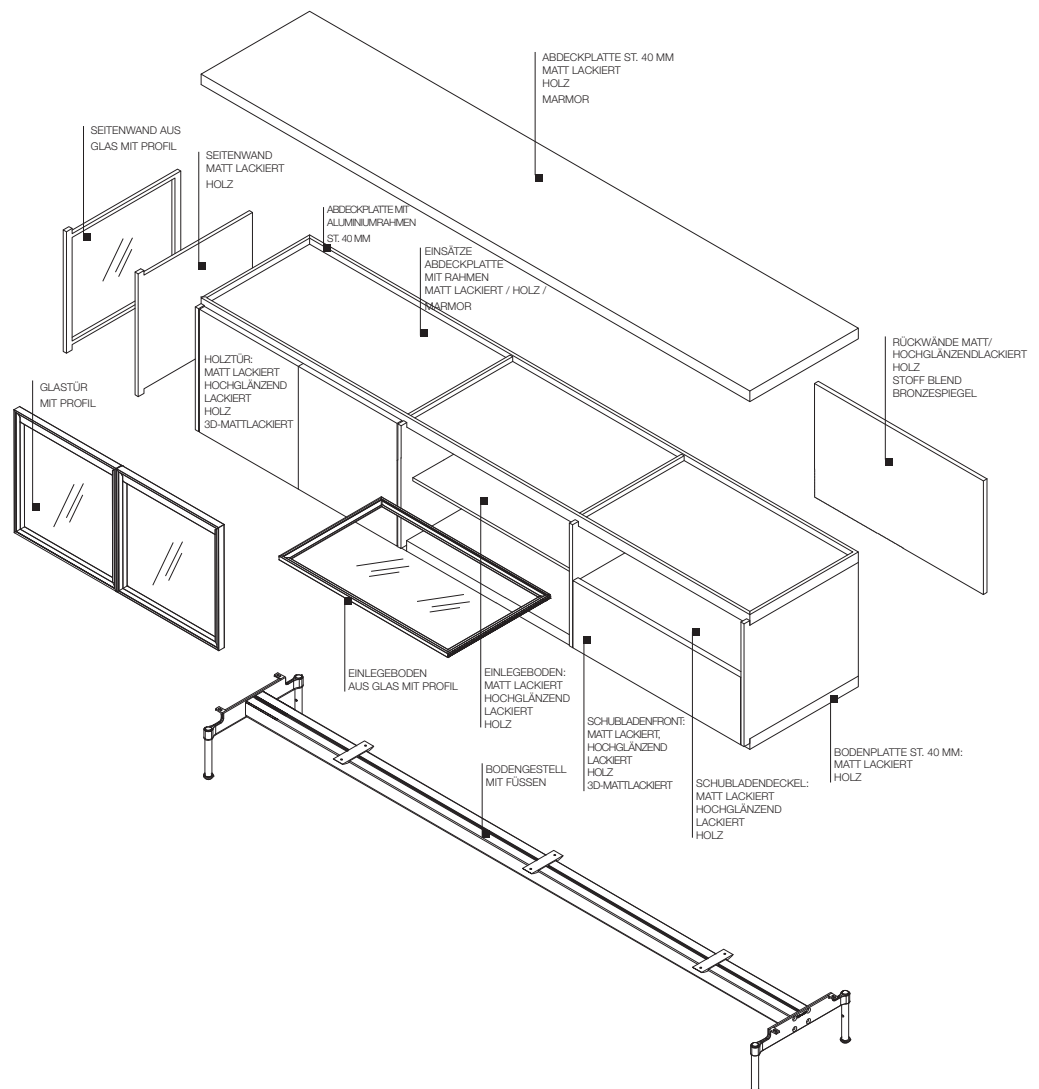 ABDECKPLATTE ST. 40 MM
MATT LACKIERT
HOLZ
MARMOR
SEITENWAND AUS
GLAS MIT PROFIL
SEITENWAND
MATT LACKIERT
HOLZ
ABDECKPLATTE MIT
ALUMINIUMRAHMEN
ST. 40 MM
EINSÄTZE
ABDECKPLATTE
MIT RAHMEN
MATT LACKIERT / HOLZ /
MARMOR
RÜCKWÄNDE MATT/
HOCHGLÄNZENDLACKIERT
HOLZ
STOFF BLEND
BRONZESPIEGEL
HOLZTÜR:
MATT LACKIERT
HOCHGLÄNZEND
LACKIERT
HOLZ
3D-MATTLACKIERT
GLASTÜR
MIT PROFIL
EINLEGEBODEN
AUS GLAS MIT PROFIL
EINLEGEBODEN:
MATT LACKIERT
HOCHGLÄNZEND
LACKIERT
HOLZ
SCHUBLADENFRONT:
MATT LACKIERT,
HOCHGLÄNZEND
LACKIERT
HOLZ
3D-MATTLACKIERT
BODENPLATTE ST. 40 MM:
MATT LACKIERT
HOLZ
BODENGESTELL
MIT FÜSSEN
SCHUBLADENDECKEL:
MATT LACKIERT
HOCHGLÄNZEND
LACKIERT
HOLZ